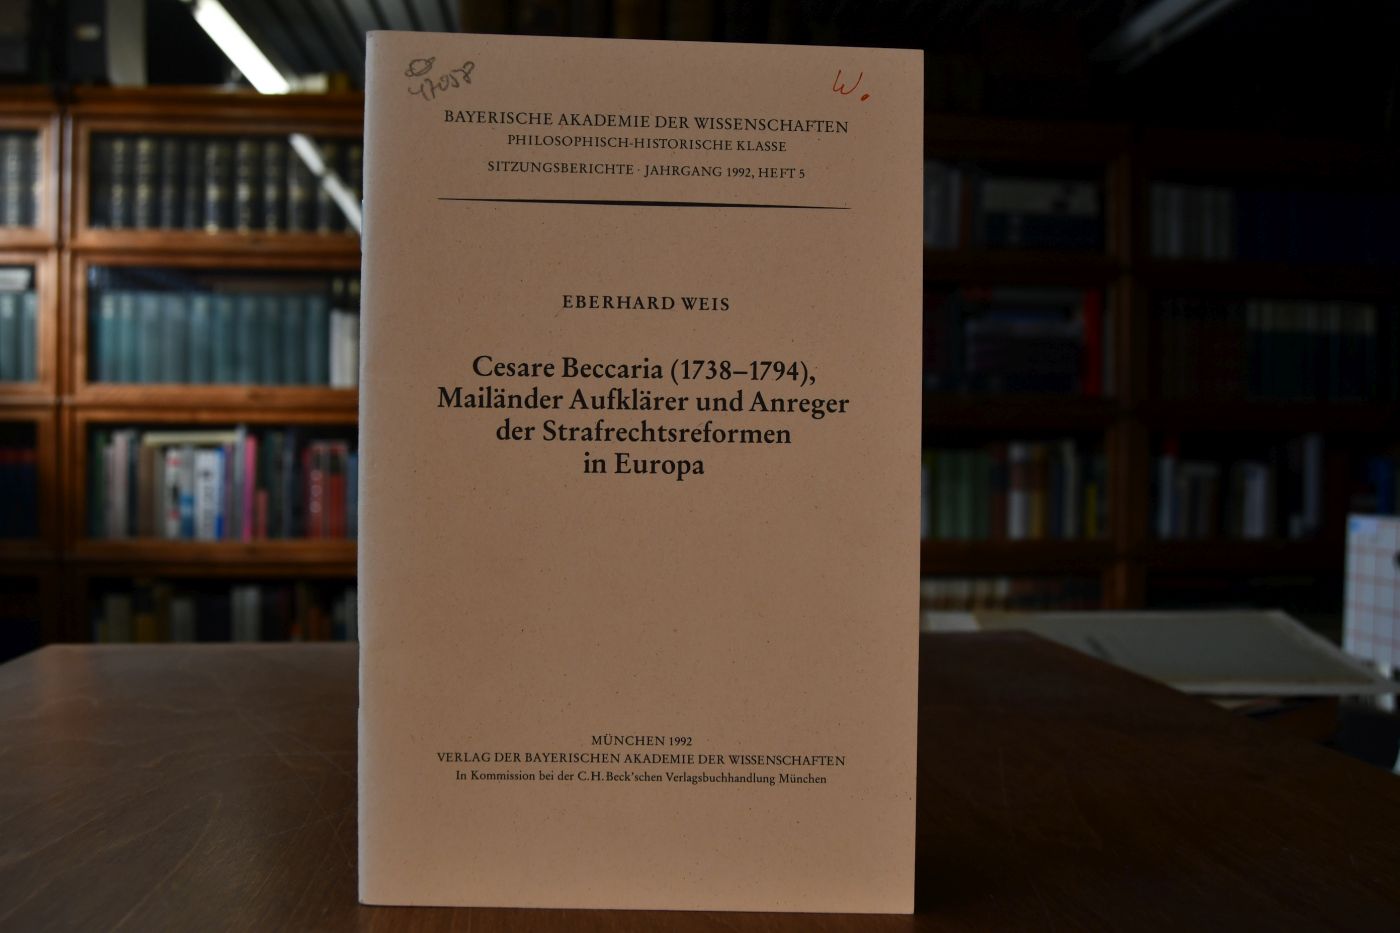 47058
W.
BAYERISCHE AKADEMIE DER WISSENSCHAFTEN
PHILOSOPHISCH-HISTORISCHE KLASSE
SITZUNGSBERICHTE · JAHRGANG 1992, HEFT 5
EBERHARD WEIS
Cesare Beccaria (1738–1794),
Mailänder Aufklärer und Anreger
der Strafrechtsreformen
in Europa
MÜNCHEN 1992
VERLAG DER BAYERISCHEN AKADEMIE DER WISSENSCHAFTEN
In Kommission bei der C.H.Beck'schen Verlagsbuchhandlung München